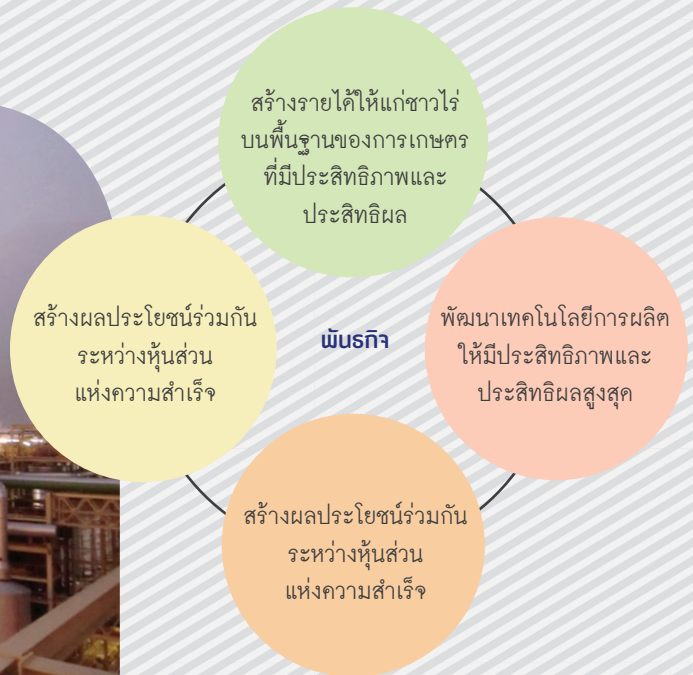 สร้างรายได้ให้แก่ชาวไร่
บนพื้นฐานของการเกษตร
ที่มีประสิทธิภาพและ
ประสิทธิผล
สร้างผลประโยชน์ร่วมกัน
ระหว่างหุ้นส่วน
แห่งความสำเร็จ
พันธกิจ
พัฒนาเทคโนโลยีการผลิต
ให้มีประสิทธิภาพและ
ประสิทธิผลสูงสุด
สร้างผลประโยชน์ร่วมกัน
ระหว่างหุ้นส่วน
แห่งความสำเร็จ